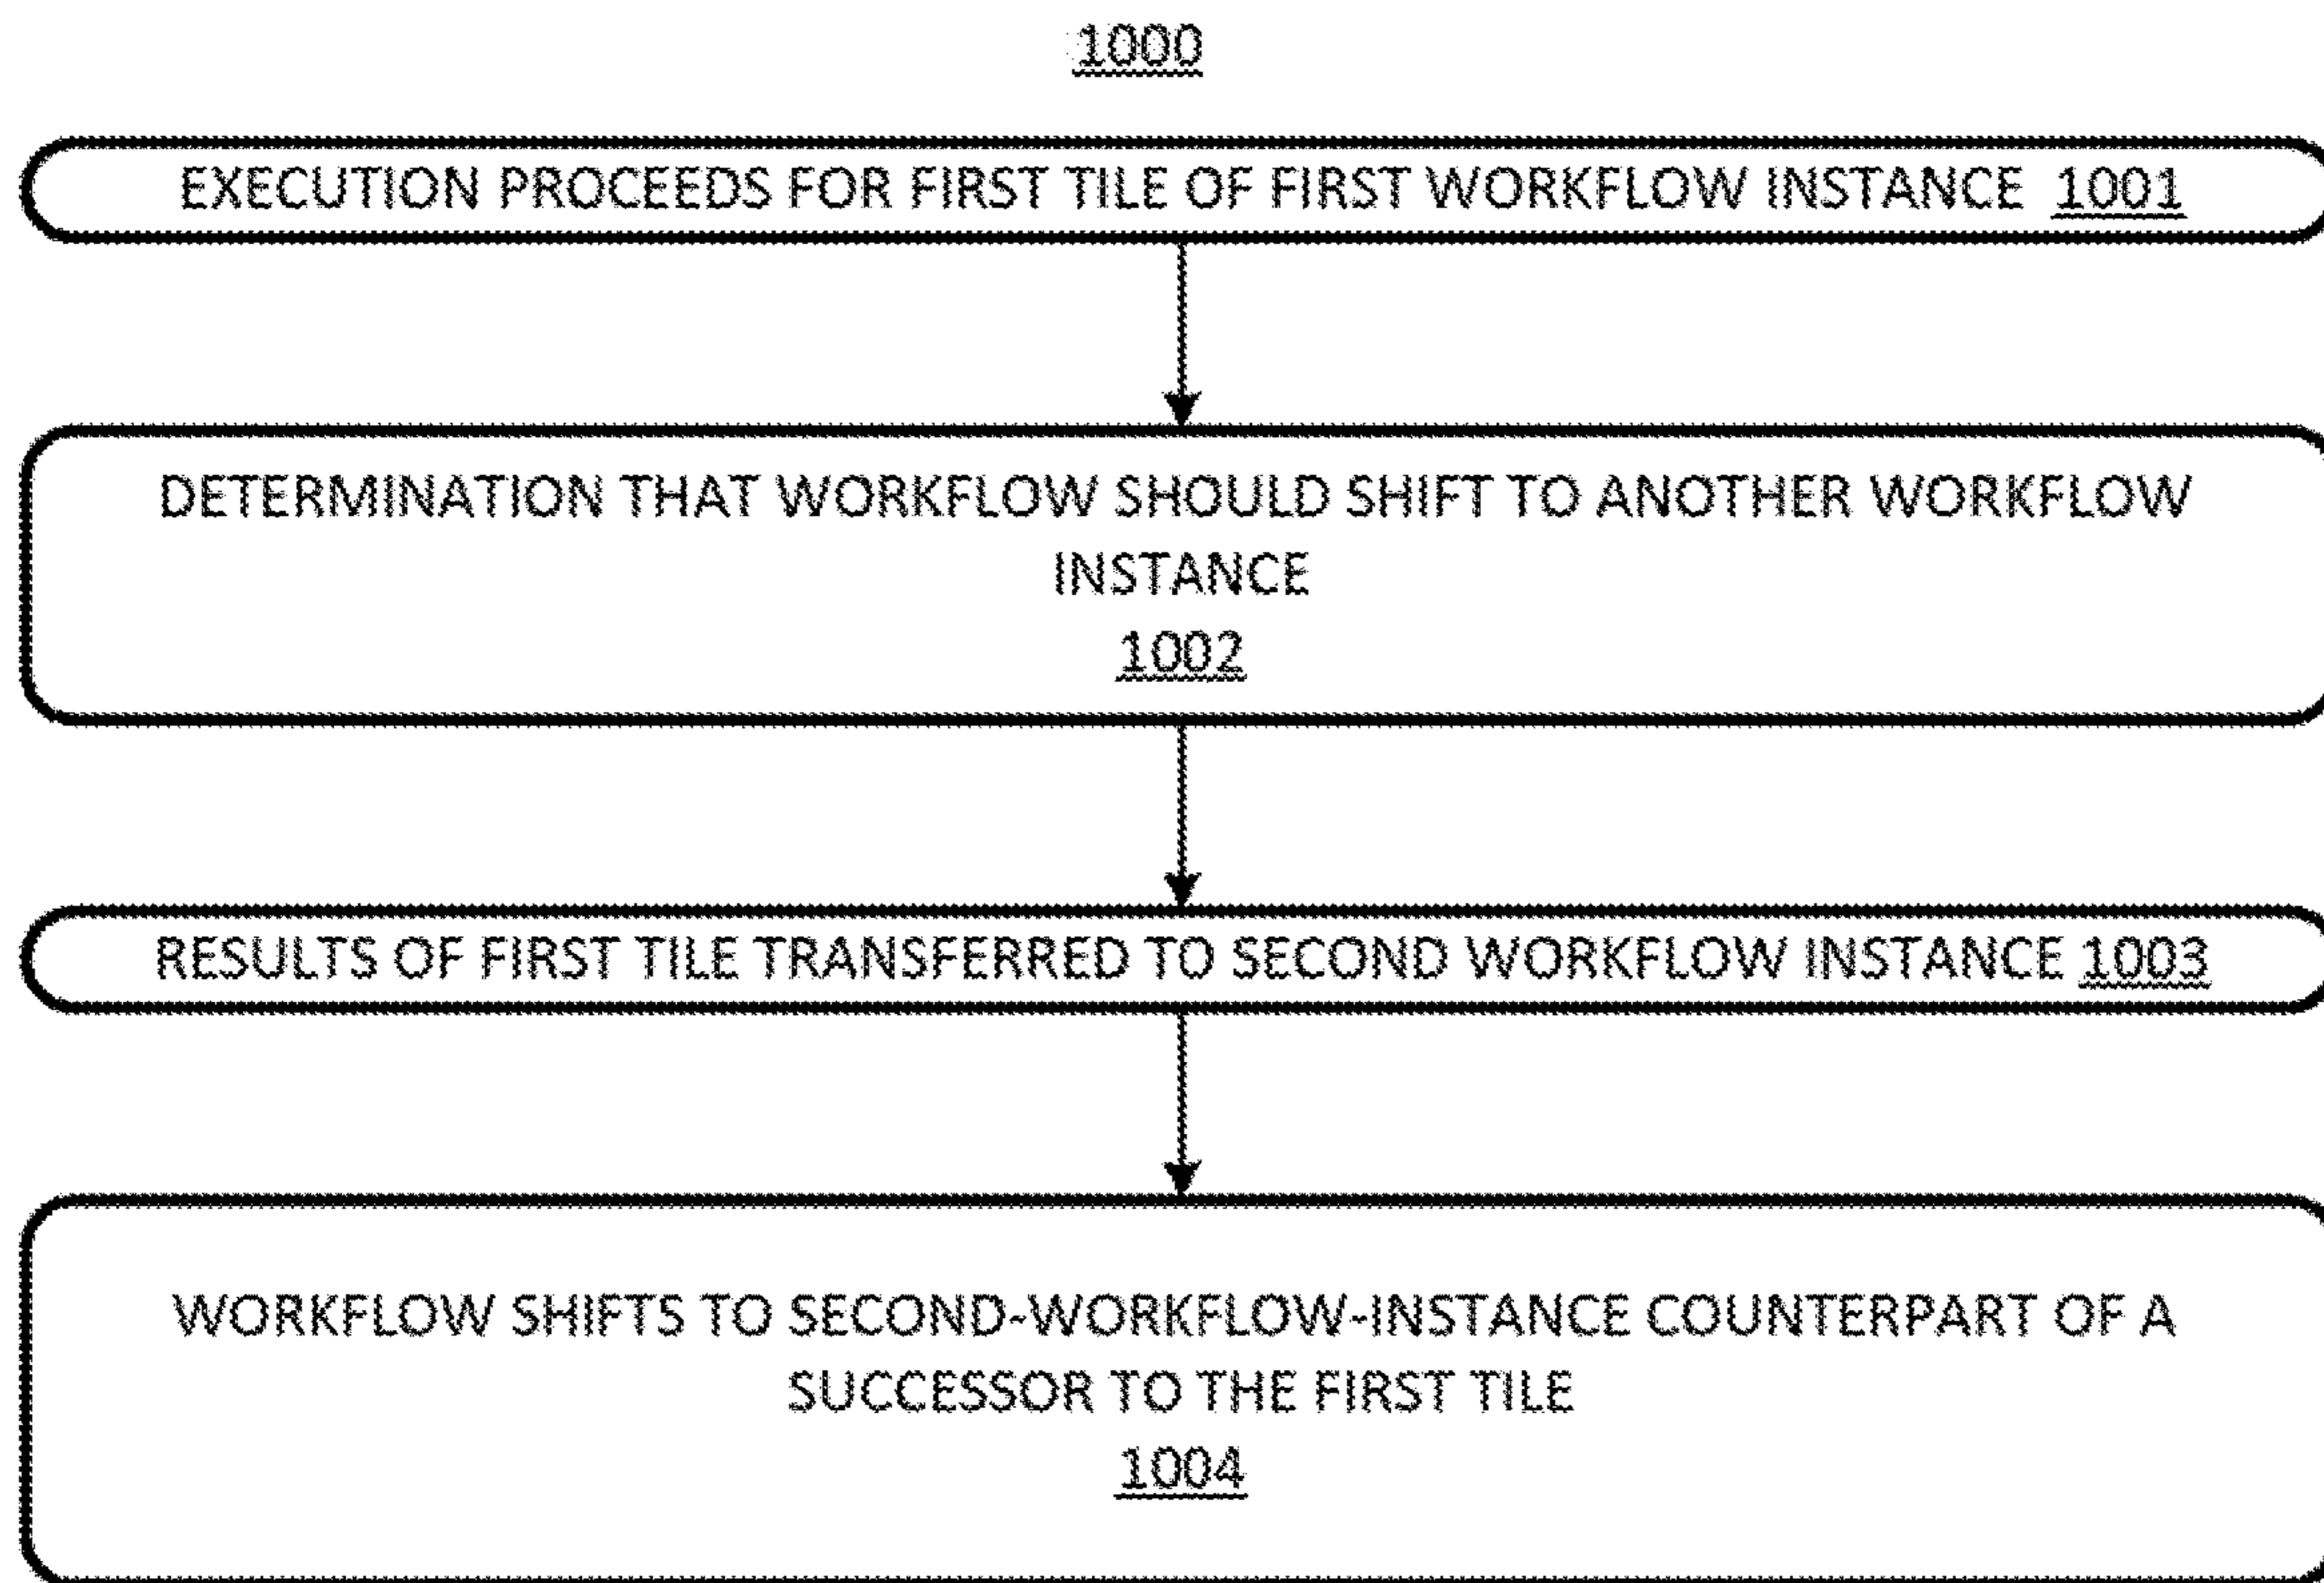 1000
EXECUTION PROCEEDS FOR FIRST TILE OF FIRST WORKFLOW INSTANCE 1001
DETERMINATION THAT WORKFLOW SHOULD SHIFT TO ANOTHER WORKFLOW
INSTANCE
1002
RESULTS OF FIRST TILE TRANSFERRED TO SECOND WORKFLOW INSTANCE 1003
WORKFLOW SHIFTS TO SECOND-WORKFLOW-INSTANCE COUNTERPART OF A
SUCCESSOR TO THE FIRST TILE
1004